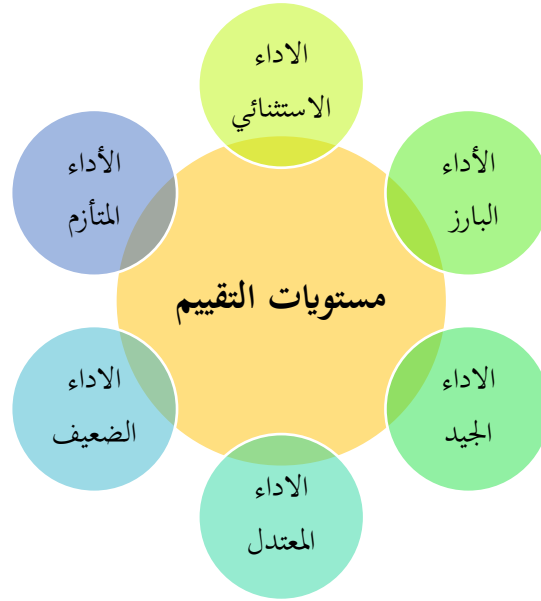 الاداء
الاستثنائي
الأداء
البارز
الاداء
الجيد
الاداء
المعتدل
الاداء
الضعيف
الأداء
المتأزم
مستويات التقييم